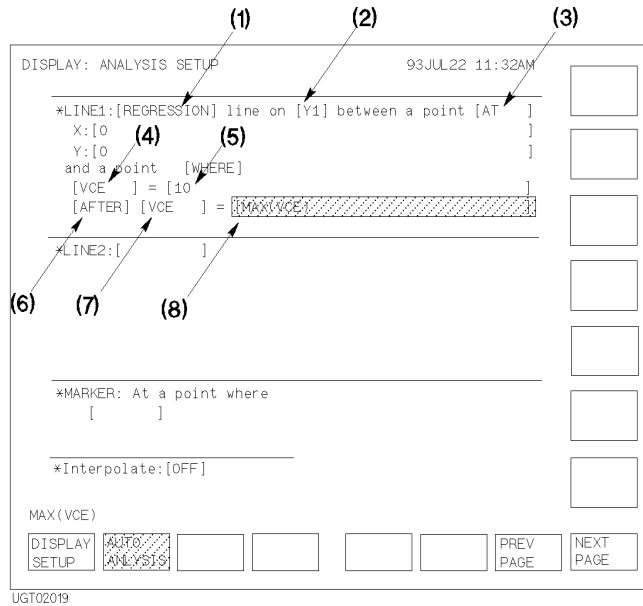 (1) (2) (3)
DISPLAY: ANALYSIS SETUP 93JUL22 11:32AM
*LINE1:[REGRESSION] line on [Y1] between a point [AT ]
X:[0 ]
(4) (5)
Y:[0 ]
and a point [WHERE]
[VCE ] = [10 ]
[AFTER] [VCE ] = [MAX(VCE) ]
*LINE2:[ ]
(6) (7) (8)
*MARKER: At a point where
[ ]
*Interpolate:[OFF]
MAX(VCE)
DISPLAY SETUP AUTO ANLYSIS PREV PAGE NEXT PAGE
UGT02019